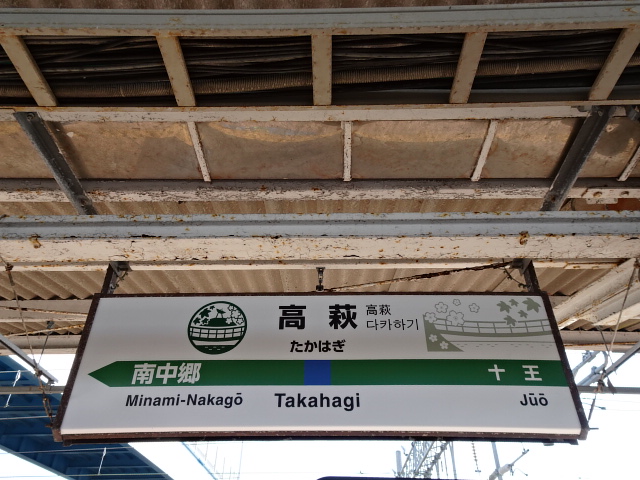 高萩
高萩
다카하기
たかはぎ
南中郷
十王
Minami-Nakagō
Takahagi
Jūō